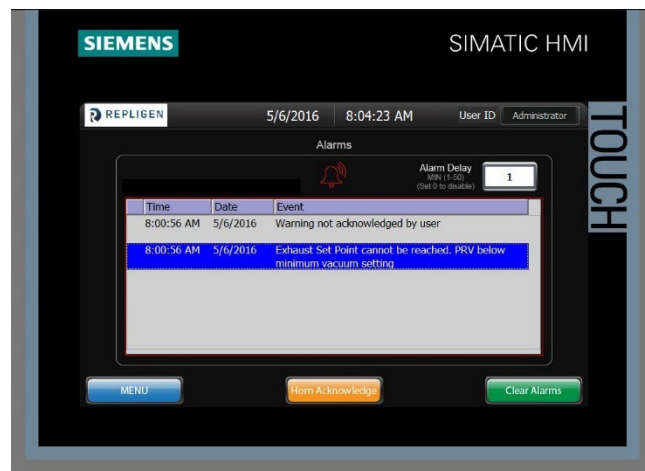 SIEMENS
SIMATIC HMI
TOUCH
REPLIGEN 5/6/2016 8:04:23 AM User ID Administrator
Alarms
Alarm Delay
MIN (1-50)
(Set 0 to disable)
1
Time Date Event
8:00:56 AM 5/6/2016 Warning not acknowledged by user
8:00:56 AM 5/6/2016 Exhaust Set Point cannot be reached. PRV below
minimum vacuum setting
MENU Horn Acknowledge Clear Alarms